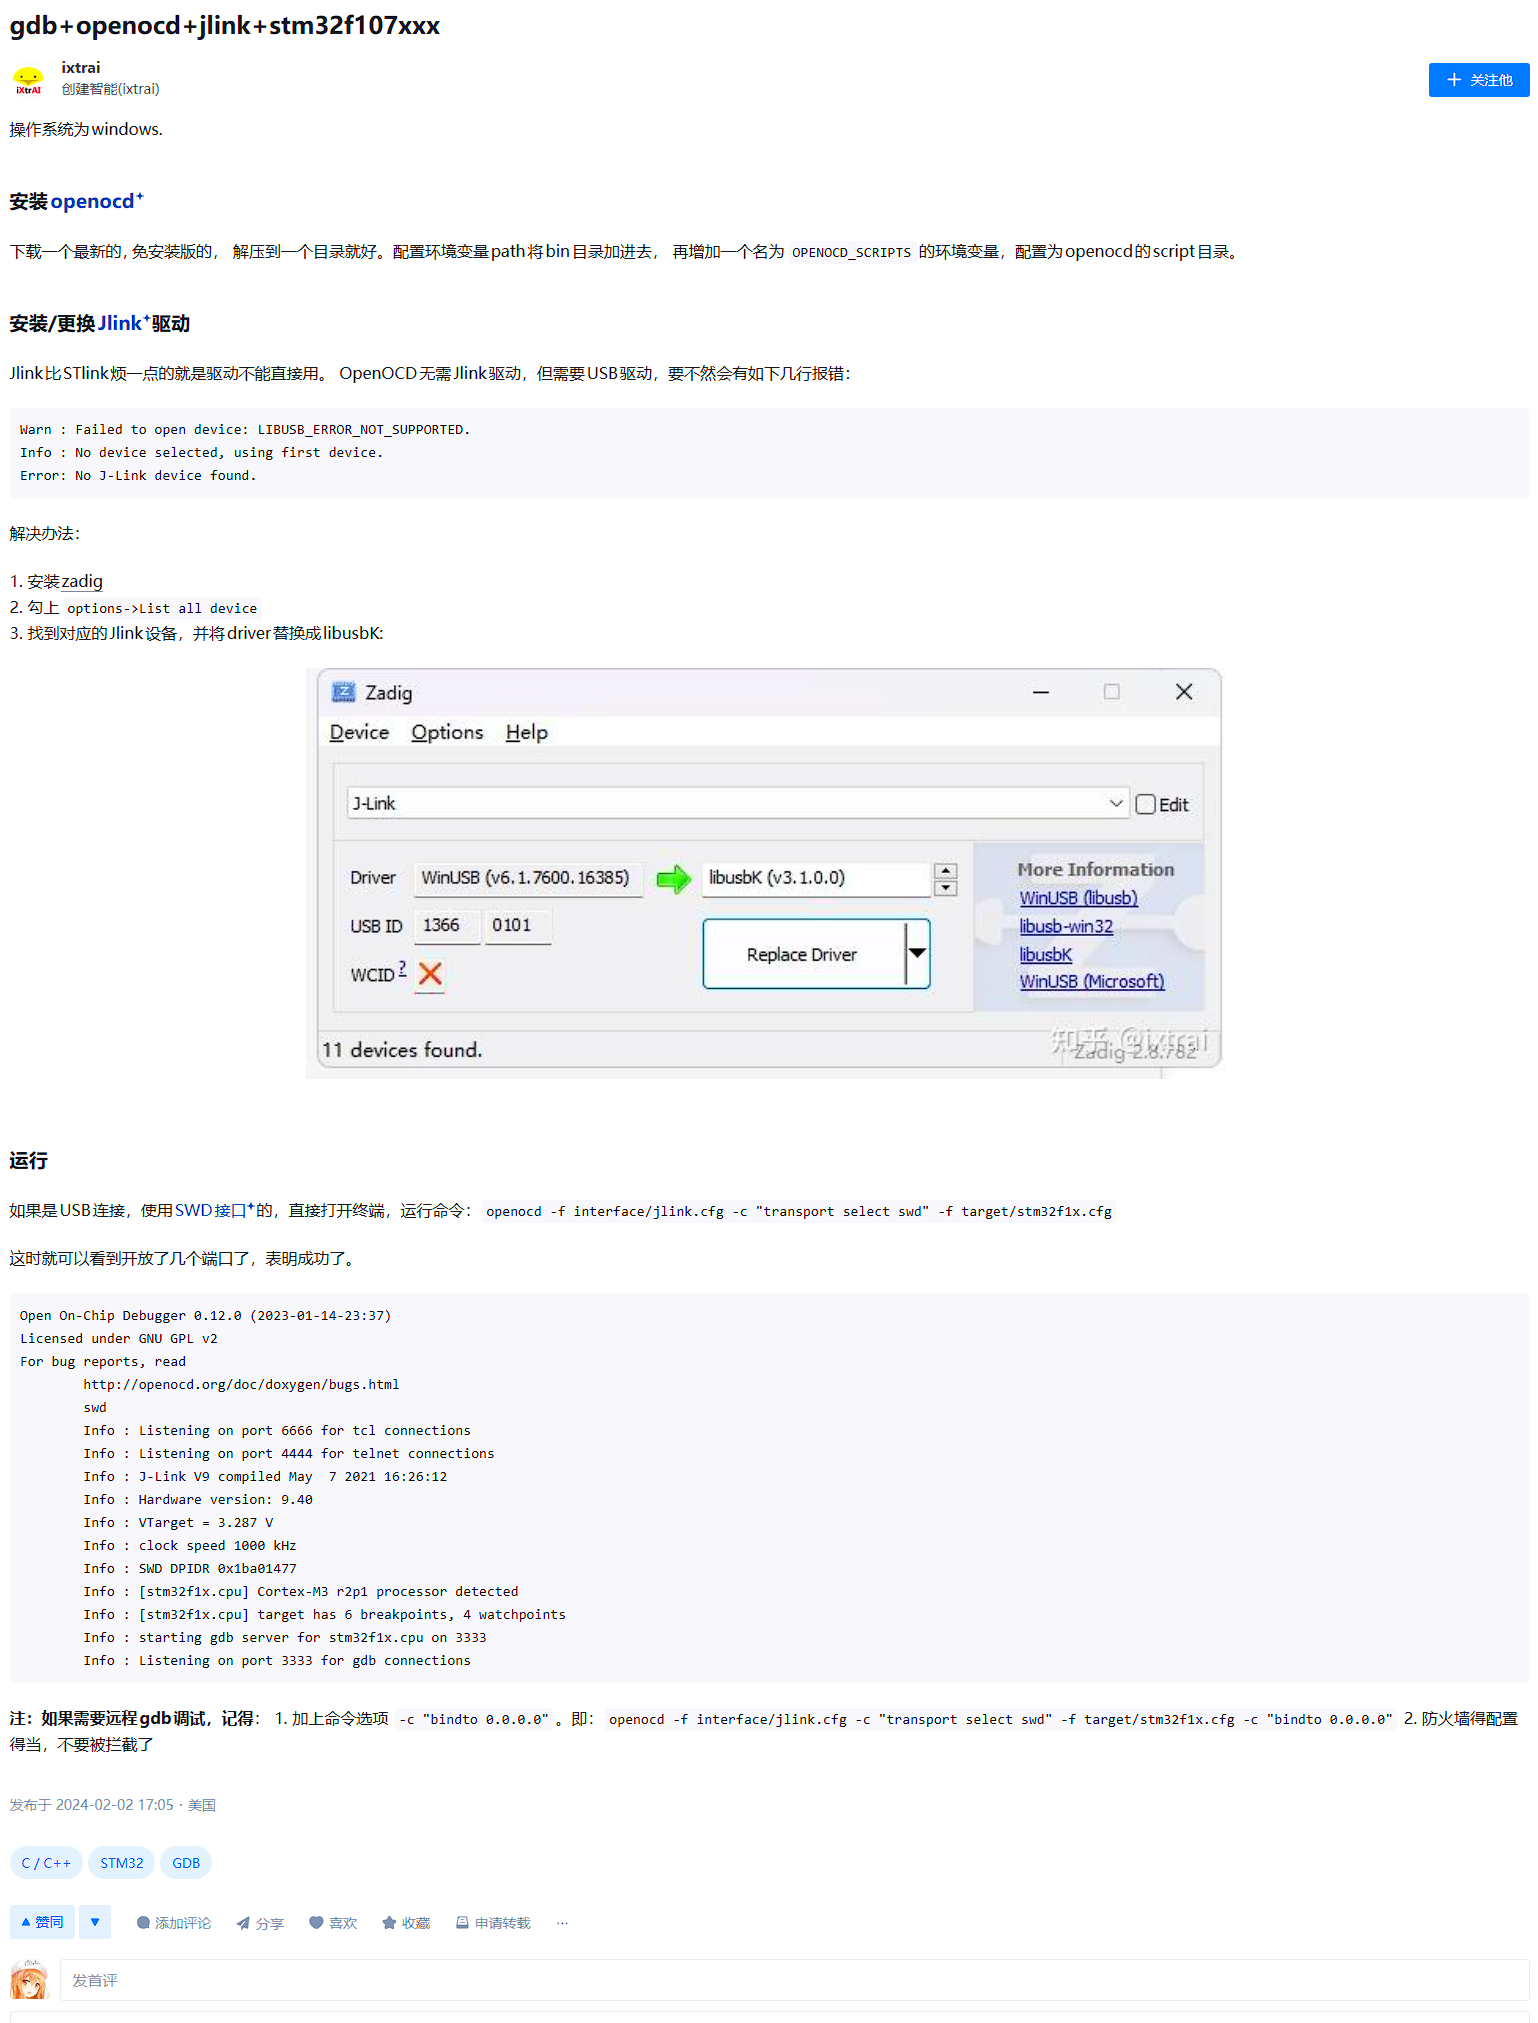 gdb+openocd+jlink+stm32f107xxx
iXtrAI
ixtrai
创建智能(ixtrai)
关注他
操作系统为windows.
安装openocd
下载一个最新的, 免安装版的， 解压到一个目录就好。配置环境变量path将bin目录加进去， 再增加一个名为 OPENOCD_SCRIPTS 的环境变量，配置为openocd的script目录。
安装/更换Jlink驱动
Jlink比STlink烦一点的就是驱动不能直接用。 OpenOCD无需Jlink驱动，但需要USB驱动，要不然会有如下几行报错：
Warn : Failed to open device: LIBUSB_ERROR_NOT_SUPPORTED.
Info : No device selected, using first device.
Error: No J-Link device found.
解决办法：
1. 安装zadig
2. 勾上 options->List all device
3. 找到对应的Jlink设备，并将driver替换成libusbK:
Zadig
Device Options Help
J-Link Edit
Driver WinUSB (v6.1.7600.16385) libusbK (v3.1.0.0)
USB ID 1366 0101
WCID ?
Replace Driver
More Information
WinUSB (libusb)
libusb-win32
libusbK
WinUSB (Microsoft)
11 devices found.
Zadig 2.8.782
知乎 @ixtrai
运行
如果是USB连接，使用SWD接口的，直接打开终端，运行命令： openocd -f interface/jlink.cfg -c "transport select swd" -f target/stm32f1x.cfg
这时就可以看到开放了几个端口了，表明成功了。
Open On-Chip Debugger 0.12.0 (2023-01-14-23:37)
Licensed under GNU GPL v2
For bug reports, read
http://openocd.org/doc/doxygen/bugs.html
swd
Info : Listening on port 6666 for tcl connections
Info : Listening on port 4444 for telnet connections
Info : J-Link V9 compiled May  7 2021 16:26:12
Info : Hardware version: 9.40
Info : VTarget = 3.287 V
Info : clock speed 1000 kHz
Info : SWD DPIDR 0x1ba01477
Info : [stm32f1x.cpu] Cortex-M3 r2p1 processor detected
Info : [stm32f1x.cpu] target has 6 breakpoints, 4 watchpoints
Info : starting gdb server for stm32f1x.cpu on 3333
Info : Listening on port 3333 for gdb connections
注：如果需要远程gdb调试，记得： 1. 加上命令选项 -c "bindto 0.0.0.0" 。即： openocd -f interface/jlink.cfg -c "transport select swd" -f target/stm32f1x.cfg -c "bindto 0.0.0.0" 2. 防火墙得配置
得当，不要被拦截了
发布于 2024-02-02 17:05 · 美国
C / C++ STM32 GDB
赞同 添加评论 分享 喜欢 收藏 申请转载 ···
发首评